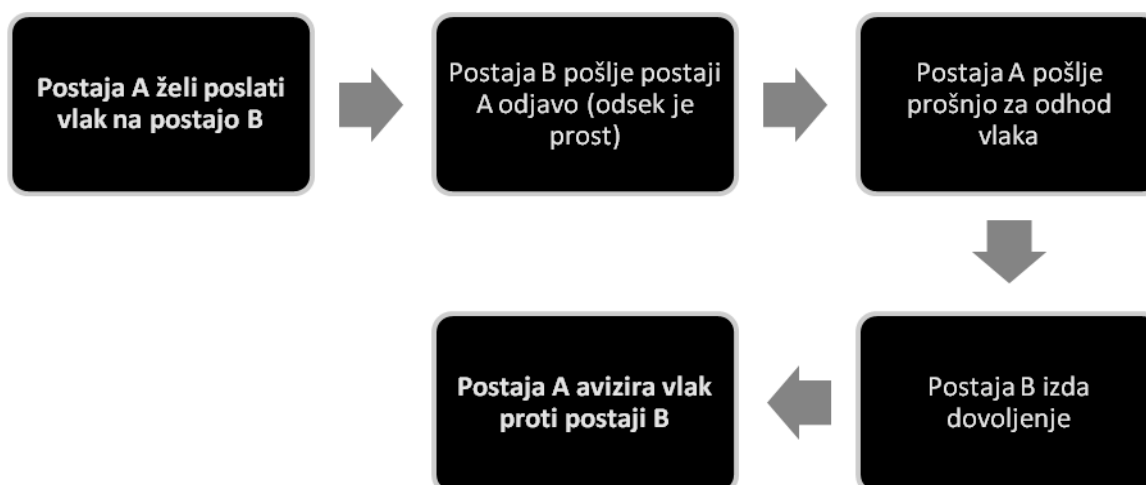 Postaja A želi poslati
vlak na postajo B
Postaja B pošlje postaji
A odjavo (odsek je
prost)
Postaja A pošlje
prošnjo za odhod
vlaka
Postaja B izda
dovoljenje
Postaja A avizira vlak
proti postaji B